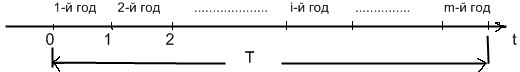 1-й год 2-й год .................... i-й год ............... m-й год
0 1 2 t
T